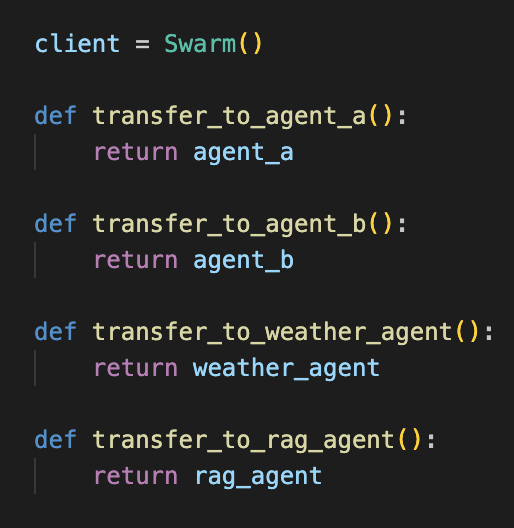 client = Swarm()
def transfer_to_agent_a():
    return agent_a
def transfer_to_agent_b():
    return agent_b
def transfer_to_weather_agent():
    return weather_agent
def transfer_to_rag_agent():
    return rag_agent